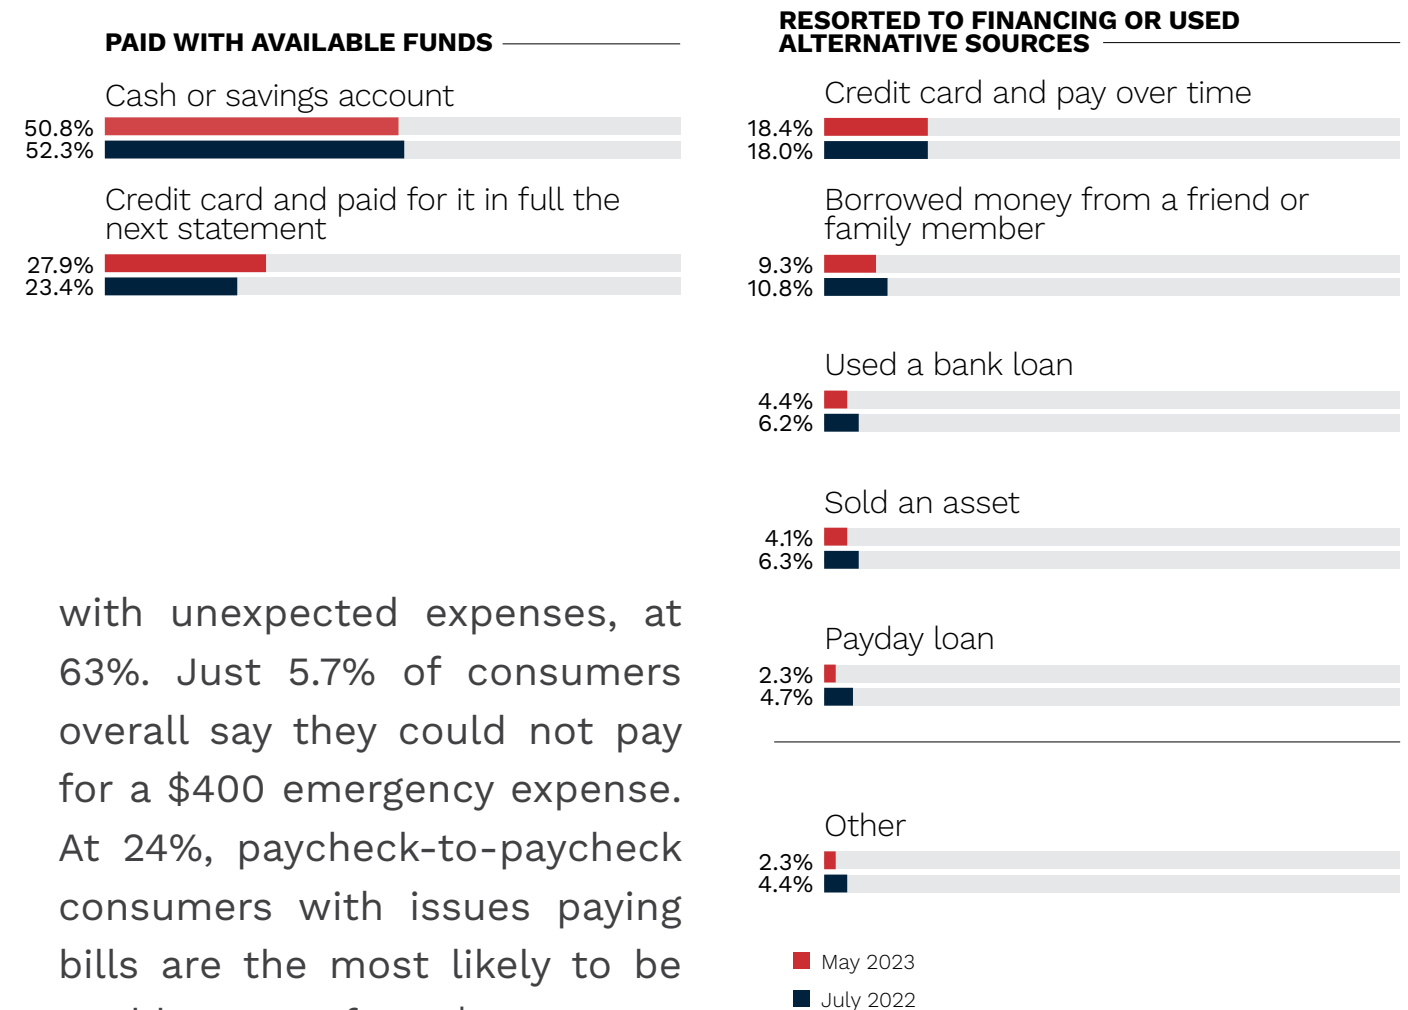 PAID WITH AVAILABLE FUNDS
Cash or savings account
50.8%
52.3%
Credit card and paid for it in full the
next statement
27.9%
23.4%
with unexpected expenses, at
63%. Just 5.7% of consumers
overall say they could not pay
for a $400 emergency expense.
At 24%, paycheck-to-paycheck
consumers with issues paying
bills are the most likely to be
RESORTED TO FINANCING OR USED
ALTERNATIVE SOURCES
Credit card and pay over time
18.4%
18.0%
Borrowed money from a friend or
family member
9.3%
10.8%
Used a bank loan
4.4%
6.2%
Sold an asset
4.1%
6.3%
Payday loan
2.3%
4.7%
Other
2.3%
4.4%
May 2023
July 2022